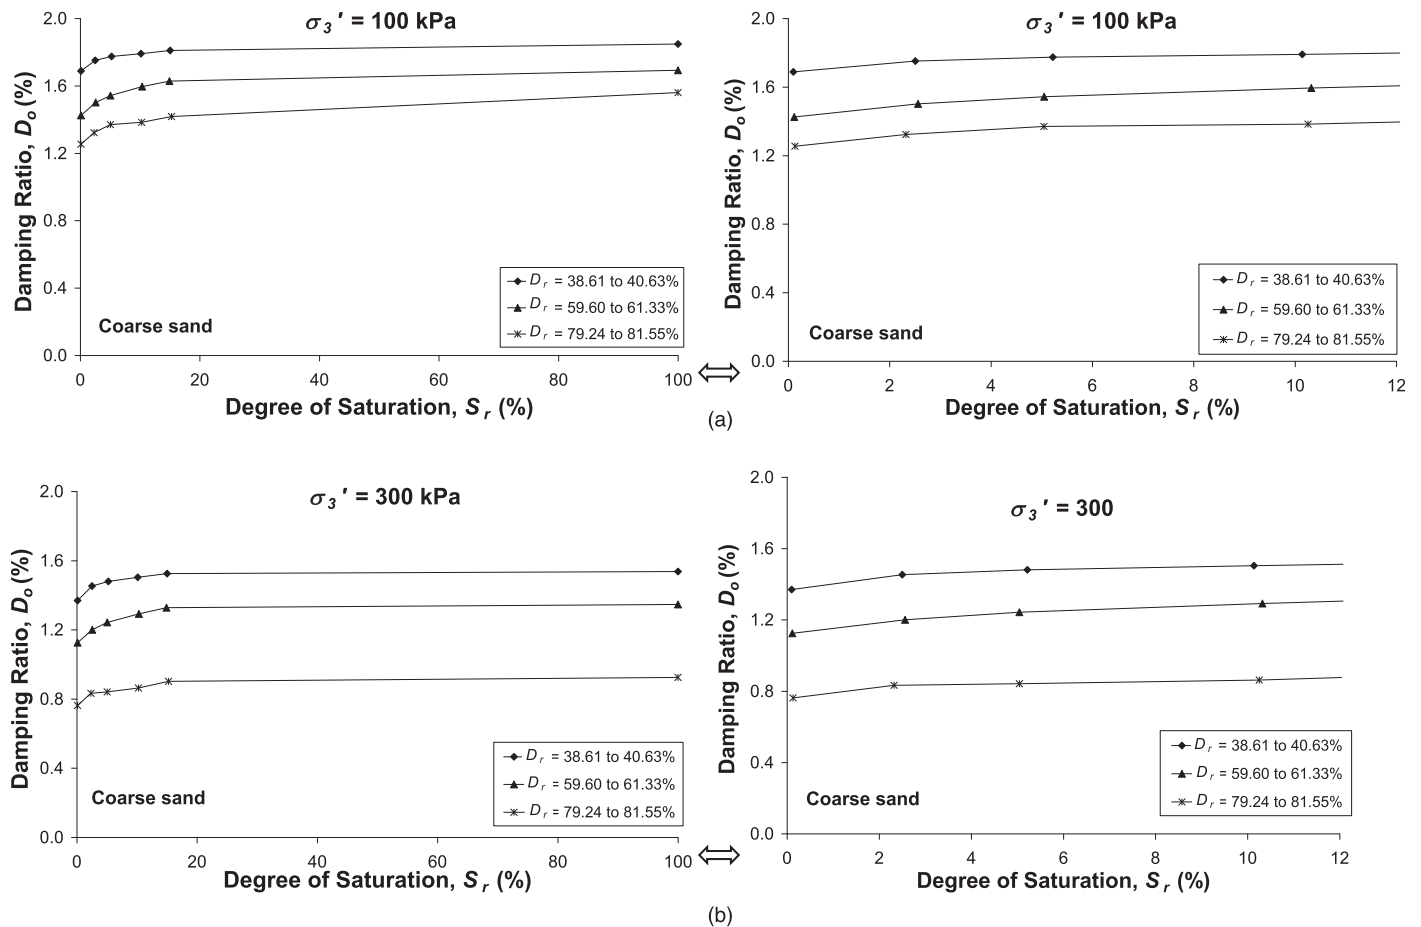 σ3′ = 100 kPa
Damping Ratio, Do (%)
2.0
1.6
1.2
0.8
0.4
0.0
Dr = 38.61 to 40.63%
Dr = 59.60 to 61.33%
Dr = 79.24 to 81.55%
Coarse sand
0 20 40 60 80 100
Degree of Saturation, Sr (%)
σ3′ = 100 kPa
Damping Ratio, Do (%)
2.0
1.6
1.2
0.8
0.4
0.0
Dr = 38.61 to 40.63%
Dr = 59.60 to 61.33%
Dr = 79.24 to 81.55%
Coarse sand
0 2 4 6 8 10 12
Degree of Saturation, Sr (%)
(a)
σ3′ = 300 kPa
Damping Ratio, Do (%)
2.0
1.6
1.2
0.8
0.4
0.0
Dr = 38.61 to 40.63%
Dr = 59.60 to 61.33%
Dr = 79.24 to 81.55%
Coarse sand
0 20 40 60 80 100
Degree of Saturation, Sr (%)
σ3′ = 300
Damping Ratio, Do (%)
2.0
1.6
1.2
0.8
0.4
0.0
Dr = 38.61 to 40.63%
Dr = 59.60 to 61.33%
Dr = 79.24 to 81.55%
Coarse sand
0 2 4 6 8 10 12
Degree of Saturation, Sr (%)
(b)